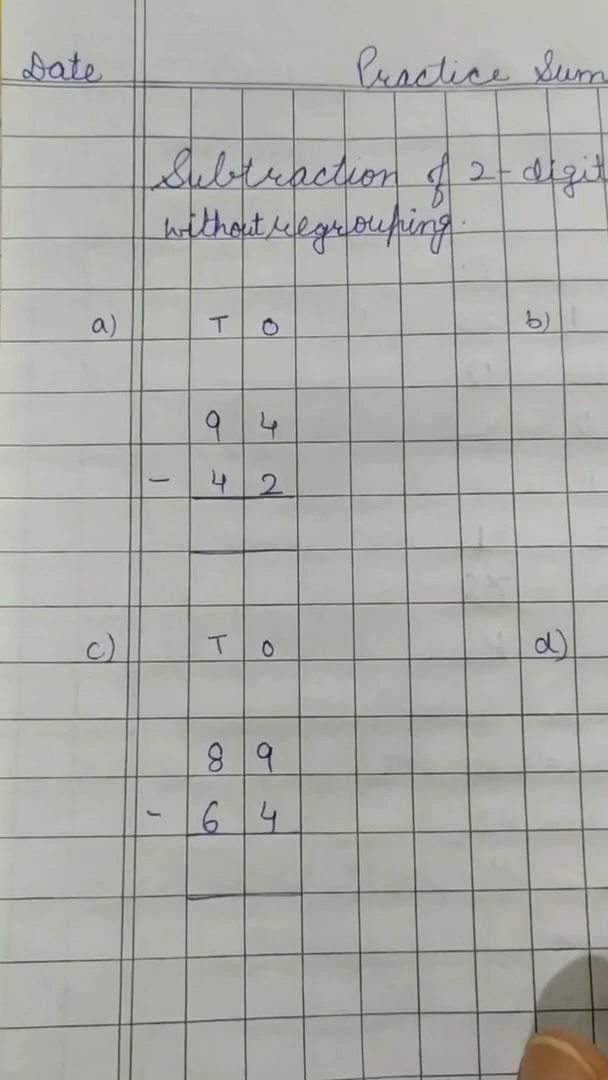 Date Practice Sum
Subtraction of 2-digit
without regrouping.
a) T O b)
9 4
- 4 2
c) T O d)
8 9
- 6 4